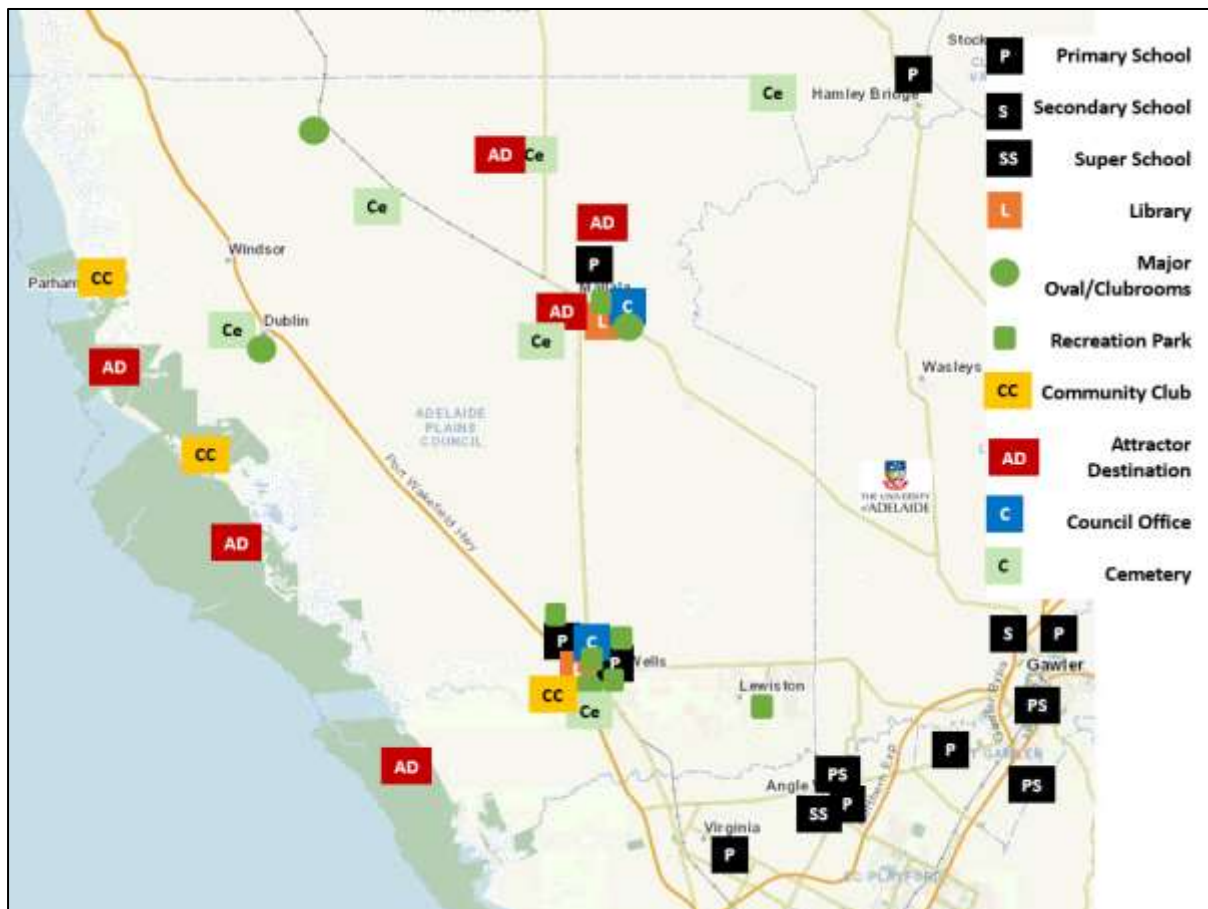 Stock
P
Hamley Bridge
Ce
AD
Ce
Ce
AD
P
Windsor
CC
Parham
AD
C
L
Ce
Dublin
Ce
Wasleys
AD
ADELAIDE
PLAINS
COUNCIL
CC
Port Wakefield Hwy
THE UNIVERSITY
of ADELAIDE
AD
P
C
P
Wells
CC
Ce
Lewiston
S
P
Gawler
PS
P
AD
PS
Angle
P
SS
PS
Virginia
P
P Primary School
S Secondary School
SS Super School
L Library
Major
Oval/Clubrooms
Recreation Park
CC Community Club
AD Attractor
Destination
C Council Office
C Cemetery